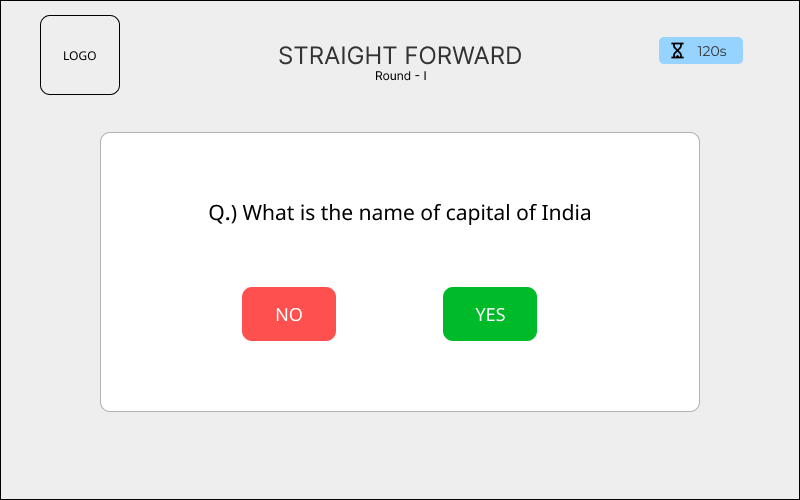 LOGO
STRAIGHT FORWARD
Round - I
120s
Q.) What is the name of capital of India
NO
YES